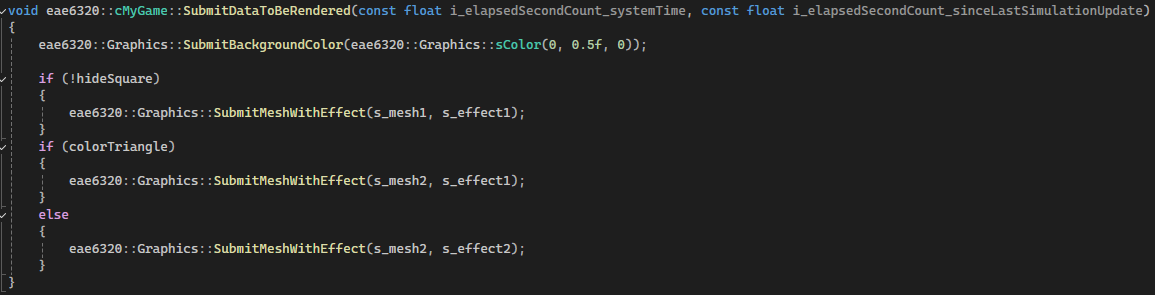 void eae6320::cMyGame::SubmitDataToBeRendered(const float i_elapsedSecondCount_systemTime, const float i_elapsedSecondCount_sinceLastSimulationUpdate)
{
    eae6320::Graphics::SubmitBackgroundColor(eae6320::Graphics::sColor(0, 0.5f, 0));

    if (!hideSquare)
    {
        eae6320::Graphics::SubmitMeshWithEffect(s_mesh1, s_effect1);
    }
    if (colorTriangle)
    {
        eae6320::Graphics::SubmitMeshWithEffect(s_mesh2, s_effect1);
    }
    else
    {
        eae6320::Graphics::SubmitMeshWithEffect(s_mesh2, s_effect2);
    }
}